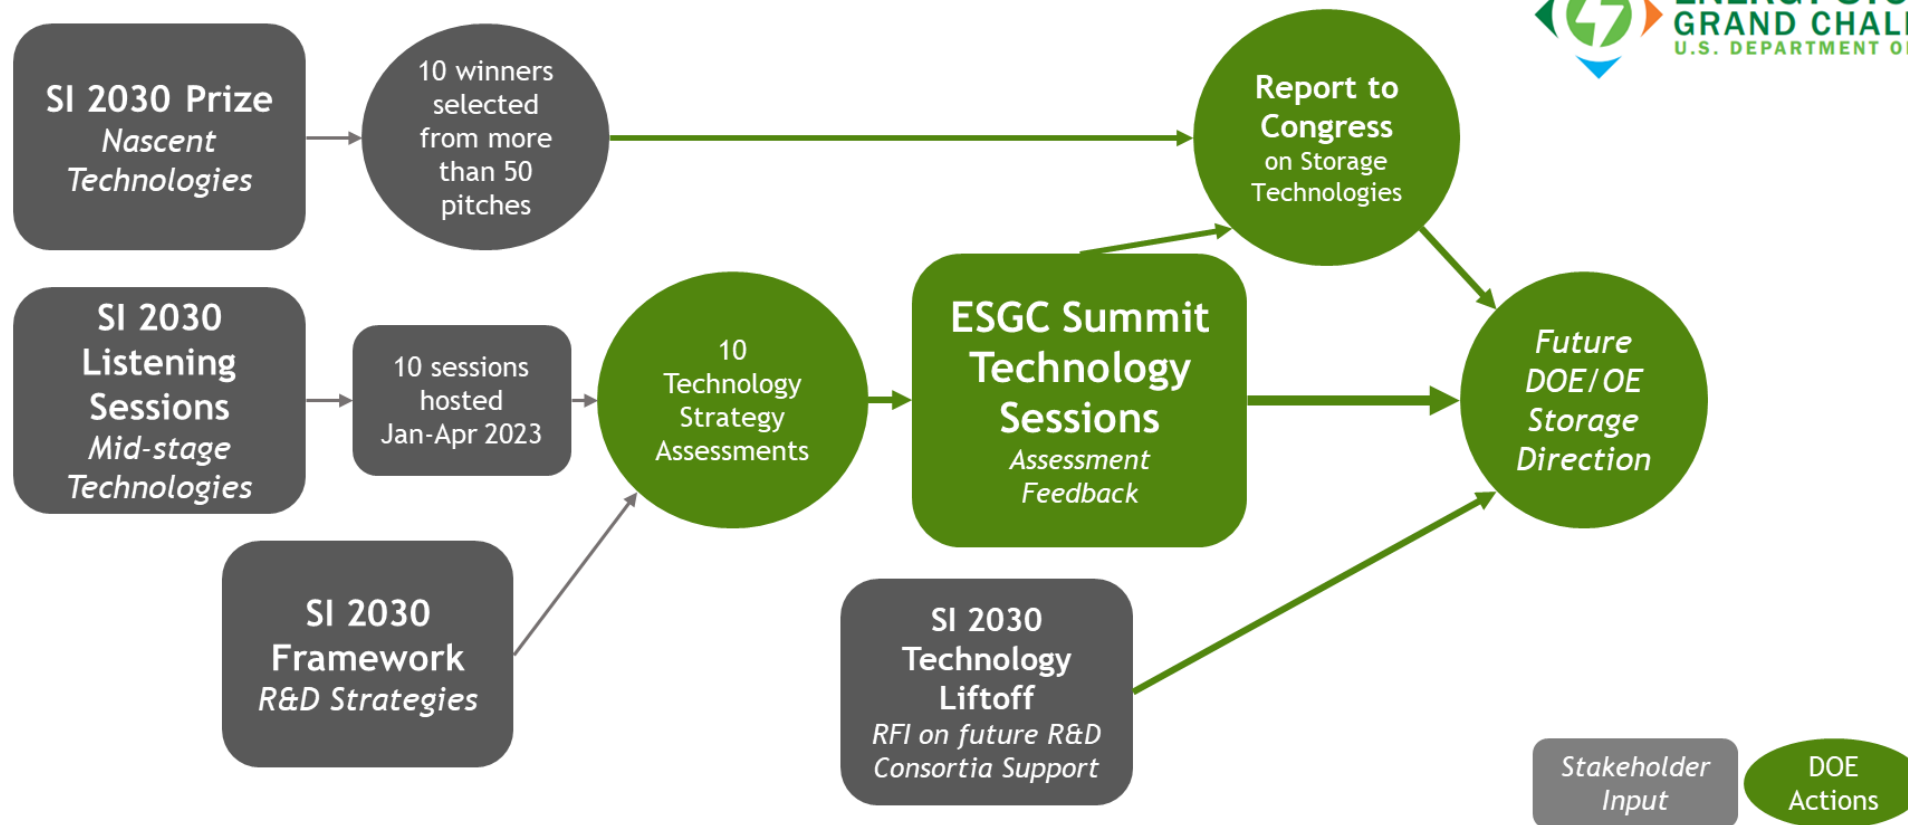 GRAND CHAL
U.S. DEPARTMENT O
SI 2030 Prize
Nascent
Technologies
10 winners
selected
from more
than 50
pitches
Report to
Congress
on Storage
Technologies
SI 2030
Listening
Sessions
Mid-stage
Technologies
10 sessions
hosted
Jan-Apr 2023
10
Technology
Strategy
Assessments
ESGC Summit
Technology
Sessions
Assessment
Feedback
Future
DOE/OE
Storage
Direction
SI 2030
Framework
R&D Strategies
SI 2030
Technology
Liftoff
RFI on future R&D
Consortia Support
Stakeholder
Input
DOE
Actions